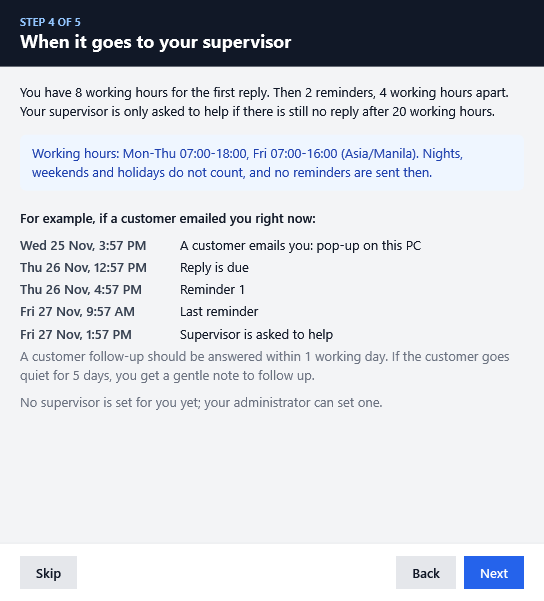 STEP 4 OF 5
When it goes to your supervisor
You have 8 working hours for the first reply. Then 2 reminders, 4 working hours apart.
Your supervisor is only asked to help if there is still no reply after 20 working hours.
Working hours: Mon-Thu 07:00-18:00, Fri 07:00-16:00 (Asia/Manila). Nights,
weekends and holidays do not count, and no reminders are sent then.
For example, if a customer emailed you right now:
Wed 25 Nov, 3:57 PM A customer emails you: pop-up on this PC
Thu 26 Nov, 12:57 PM Reply is due
Thu 26 Nov, 4:57 PM Reminder 1
Fri 27 Nov, 9:57 AM Last reminder
Fri 27 Nov, 1:57 PM Supervisor is asked to help
A customer follow-up should be answered within 1 working day. If the customer goes
quiet for 5 days, you get a gentle note to follow up.
No supervisor is set for you yet; your administrator can set one.
Skip Back Next